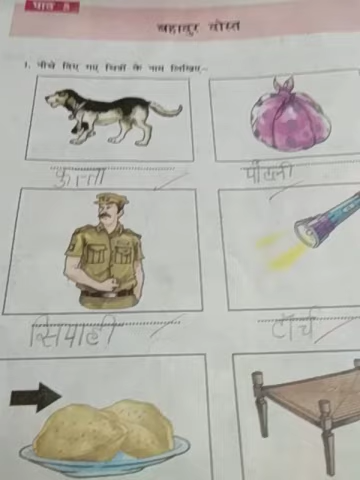 पाठ 8
बहादुर दोस्त
1. नीचे दिए गए चित्रों के नाम लिखिए-
कुत्ता पोटली
सिपाही टॉर्च